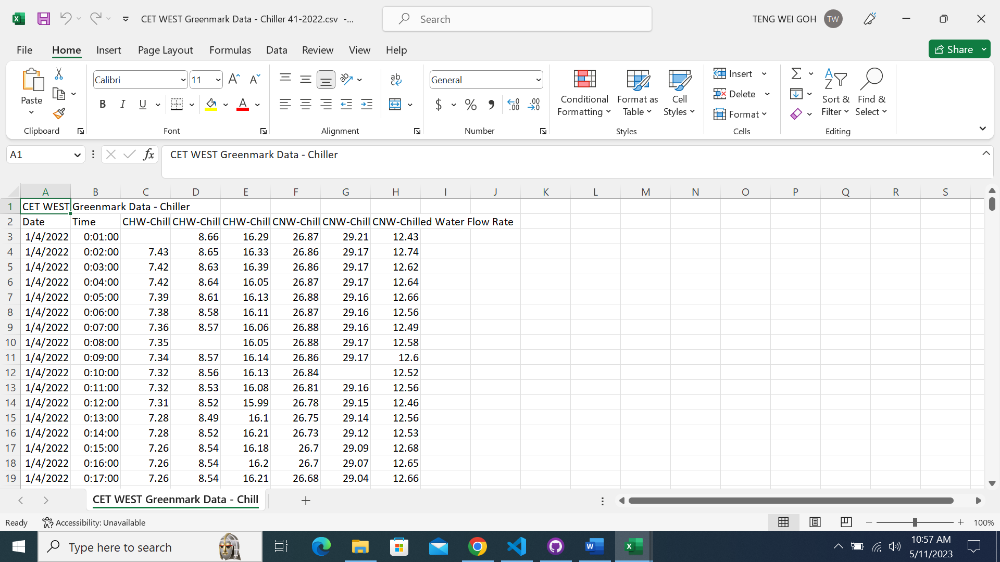 CET WEST Greenmark Data - Chiller 41-2022.csv -...
Search
TENG WEI GOH TW
File Home Insert Page Layout Formulas Data Review View Help
Share
Paste
Calibri 11
B I U
General
$ %
Conditional Formatting
Format as Table
Cell Styles
Insert
Delete
Format
Sort & Filter
Find & Select
Clipboard Font Alignment Number Styles Cells Editing
A1 fx CET WEST Greenmark Data - Chiller
A B C D E F G H I J K L M N O P Q R S
1 CET WEST Greenmark Data - Chiller
2 Date Time CHW-Chill CHW-Chill CHW-Chill CNW-Chill CNW-Chill CNW-Chilled Water Flow Rate
3 1/4/2022 0:01:00 8.66 16.29 26.87 29.21 12.43
4 1/4/2022 0:02:00 7.43 8.65 16.33 26.86 29.17 12.74
5 1/4/2022 0:03:00 7.42 8.63 16.39 26.86 29.17 12.62
6 1/4/2022 0:04:00 7.42 8.64 16.05 26.87 29.17 12.64
7 1/4/2022 0:05:00 7.39 8.61 16.13 26.88 29.16 12.66
8 1/4/2022 0:06:00 7.38 8.58 16.11 26.87 29.16 12.56
9 1/4/2022 0:07:00 7.36 8.57 16.06 26.88 29.16 12.49
10 1/4/2022 0:08:00 7.35 16.05 26.88 29.17 12.58
11 1/4/2022 0:09:00 7.34 8.57 16.14 26.86 29.17 12.6
12 1/4/2022 0:10:00 7.32 8.56 16.13 26.84 12.52
13 1/4/2022 0:11:00 7.32 8.53 16.08 26.81 29.16 12.56
14 1/4/2022 0:12:00 7.31 8.52 15.99 26.78 29.15 12.46
15 1/4/2022 0:13:00 7.28 8.49 16.1 26.75 29.14 12.56
16 1/4/2022 0:14:00 7.28 8.52 16.21 26.73 29.12 12.53
17 1/4/2022 0:15:00 7.26 8.54 16.18 26.7 29.09 12.68
18 1/4/2022 0:16:00 7.26 8.54 16.2 26.7 29.07 12.65
19 1/4/2022 0:17:00 7.26 8.54 16.21 26.68 29.04 12.66
CET WEST Greenmark Data - Chill
Ready Accessibility: Unavailable 100%
Type here to search
10:57 AM
5/11/2023